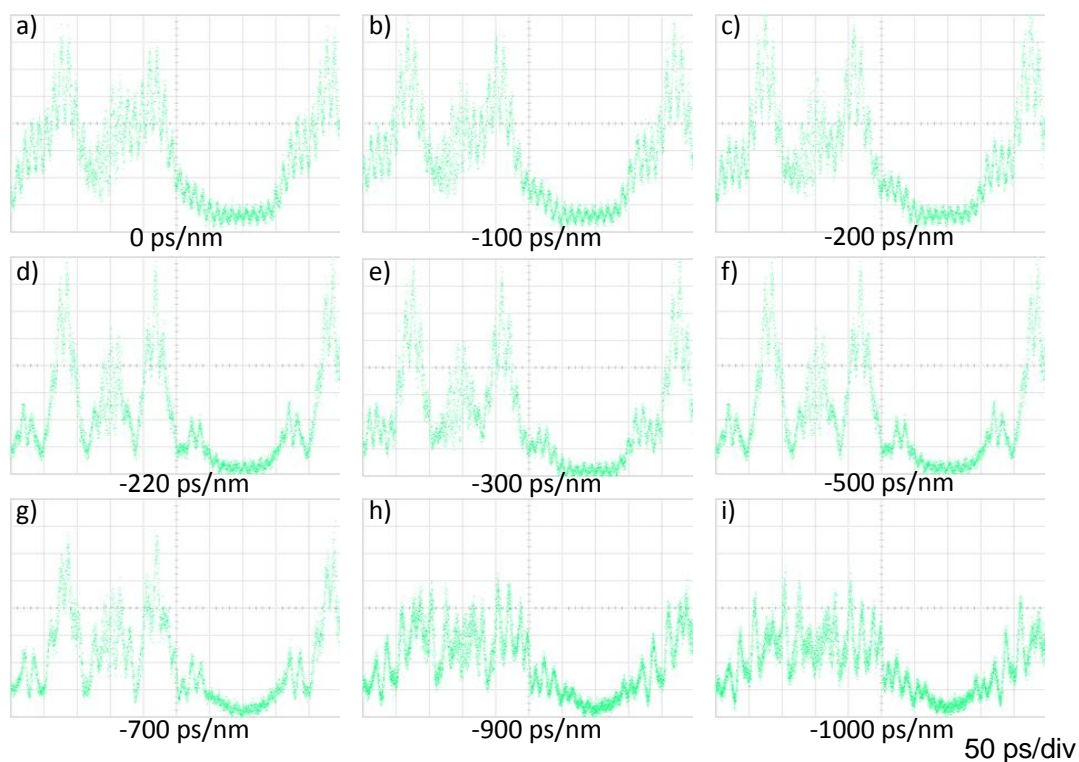 a) b) c)
0 ps/nm -100 ps/nm -200 ps/nm
d) e) f)
-220 ps/nm -300 ps/nm -500 ps/nm
g) h) i)
-700 ps/nm -900 ps/nm -1000 ps/nm
50 ps/div